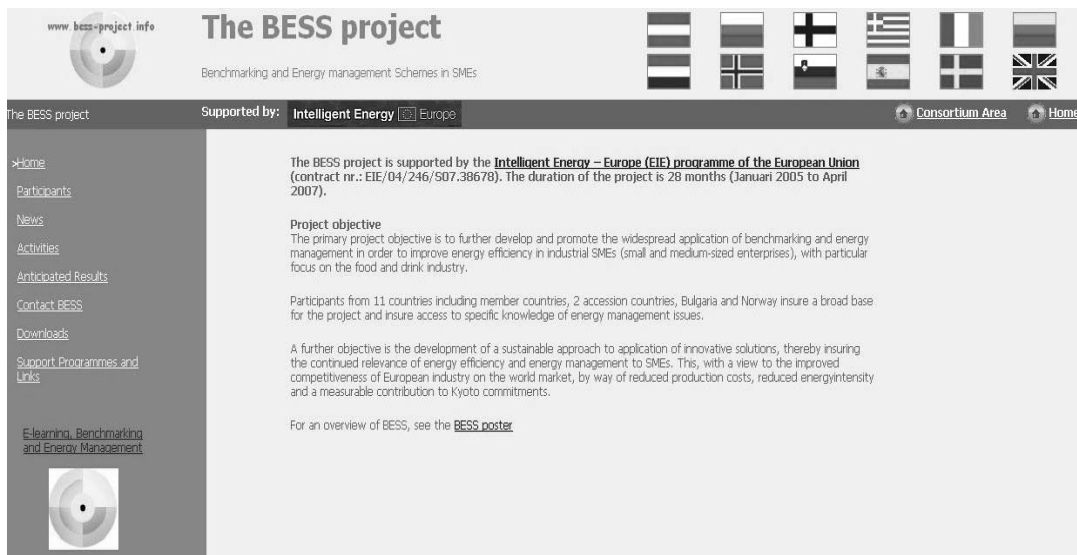 www.bess-project.info
The BESS project
Benchmarking and Energy management Schemes in SMEs
The BESS project
Supported by:
Intelligent Energy Europe
Consortium Area
Home
>Home
Participants
News
Activities
Anticipated Results
Contact BESS
Downloads
Support Programmes and
Links
E-learning, Benchmarking
and Energy Management
The BESS project is supported by the Intelligent Energy – Europe (EIE) programme of the European Union
(contract nr.: EIE/04/246/S07.38678). The duration of the project is 28 months (Januari 2005 to April
2007).
Project objective
The primary project objective is to further develop and promote the widespread application of benchmarking and energy
management in order to improve energy efficiency in industrial SMEs (small and medium-sized enterprises), with particular
focus on the food and drink industry.
Participants from 11 countries including member countries, 2 accession countries, Bulgaria and Norway insure a broad base
for the project and insure access to specific knowledge of energy management issues.
A further objective is the development of a sustainable approach to application of innovative solutions, thereby insuring
the continued relevance of energy efficiency and energy management to SMEs. This, with a view to the improved
competitiveness of European industry on the world market, by way of reduced production costs, reduced energyintensity
and a measurable contribution to Kyoto commitments.
For an overview of BESS, see the BESS poster